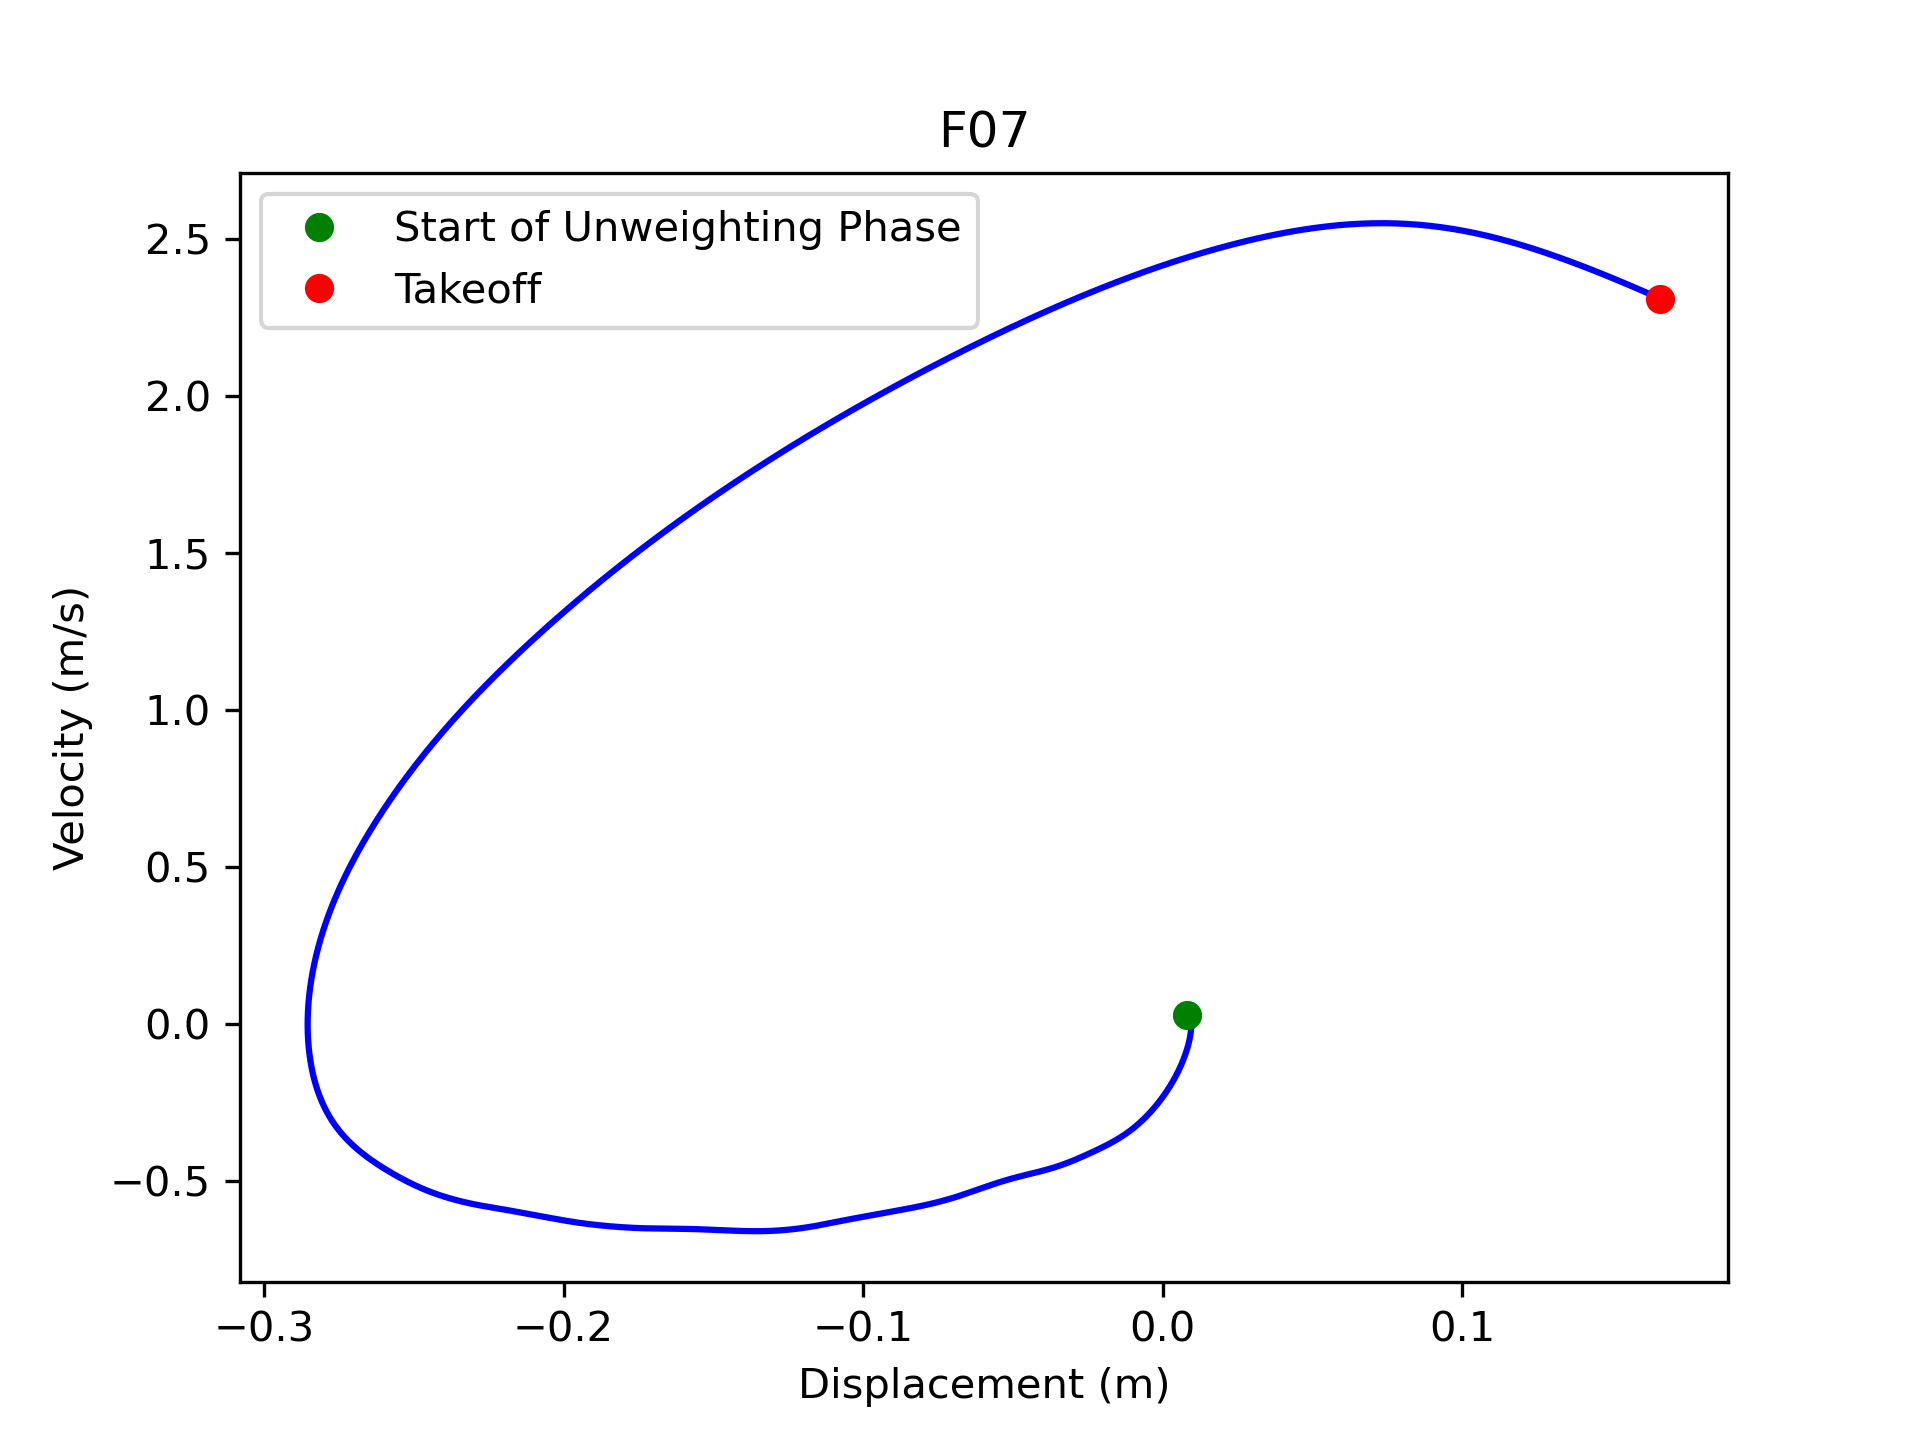 F07
Start of Unweighting Phase
Takeoff
2.5
2.0
1.5
1.0
0.5
0.0
−0.5
Velocity (m/s)
−0.3
−0.2
−0.1
0.0
0.1
Displacement (m)